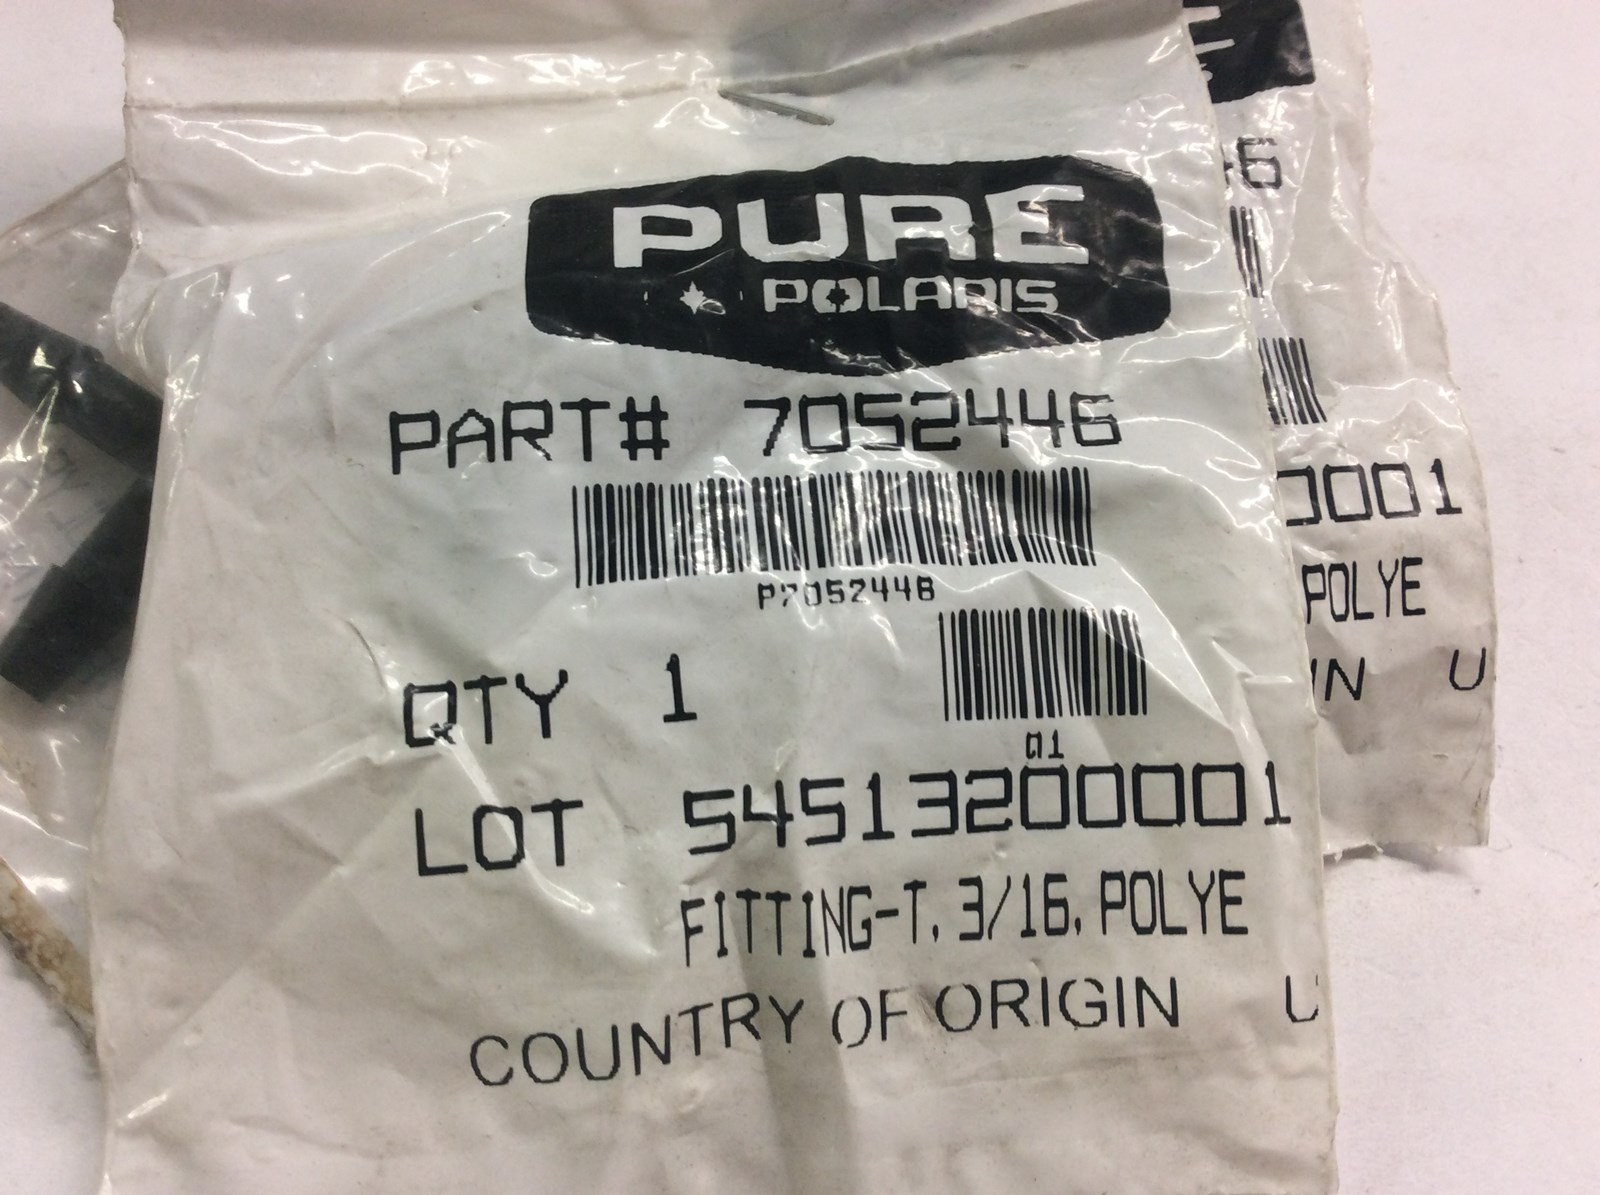 PURE
POLARIS
PART# 7052446
P7052446
QTY 1
01
LOT 54513200001
FITTING-T, 3/16, POLYE
COUNTRY OF ORIGIN U
46
0001
POLYE
IN U